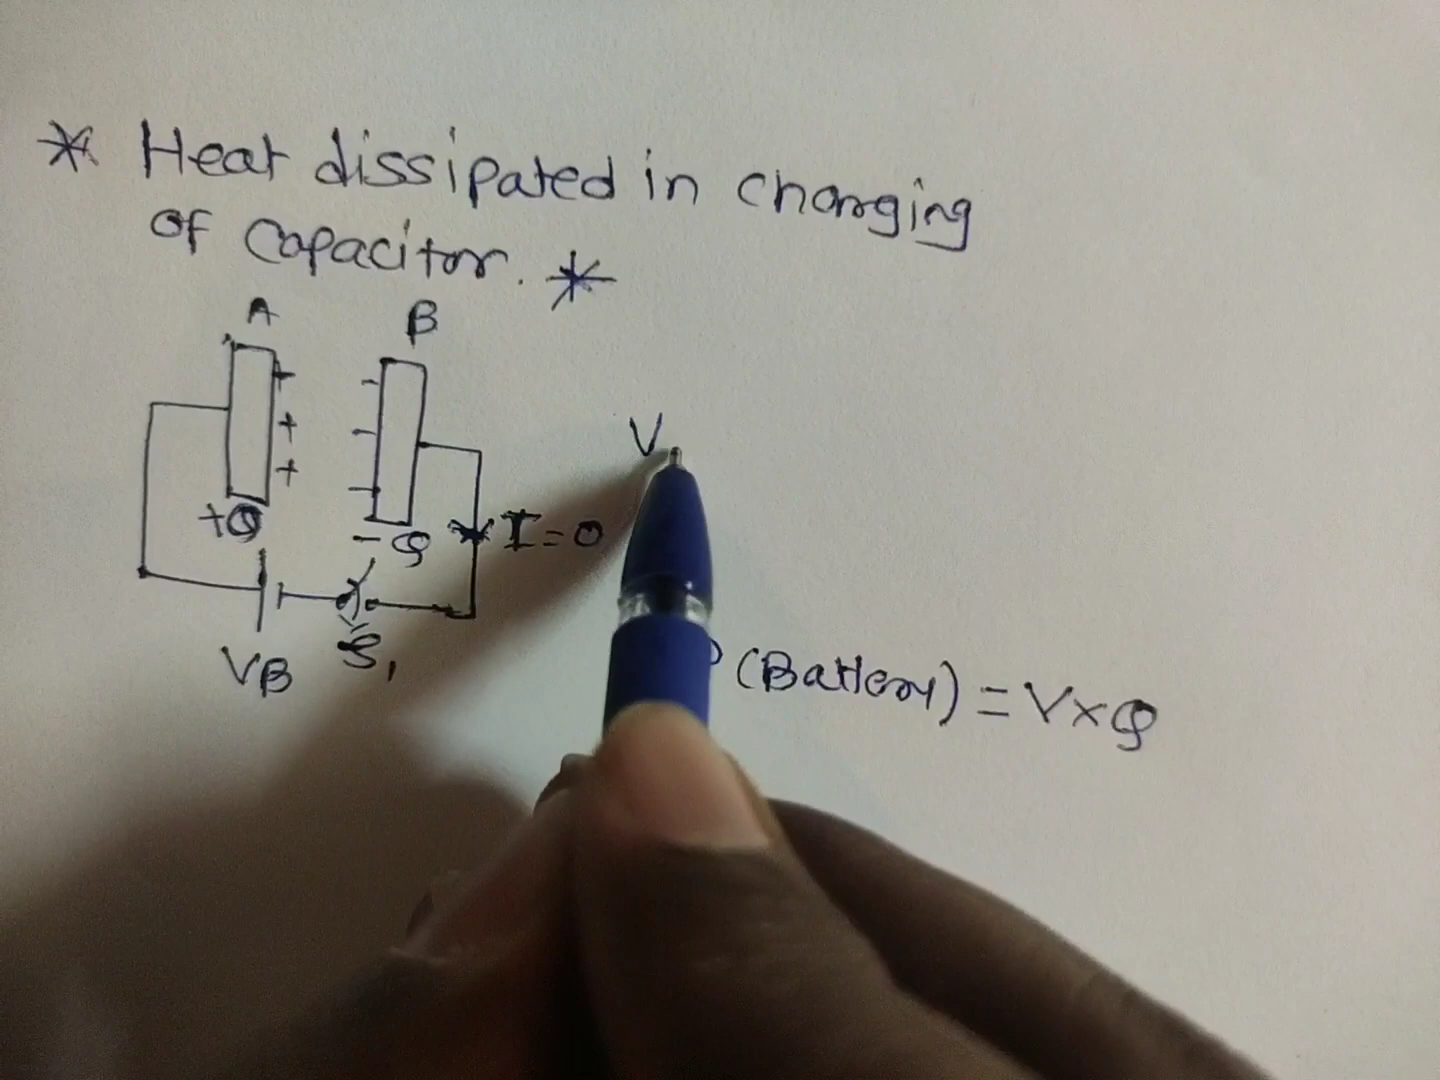 * Heat dissipated in charging
of capacitor. *
A B
+ + +
- - -
+Q -Q I=0
VB S1
V
(Battery) = V×Q